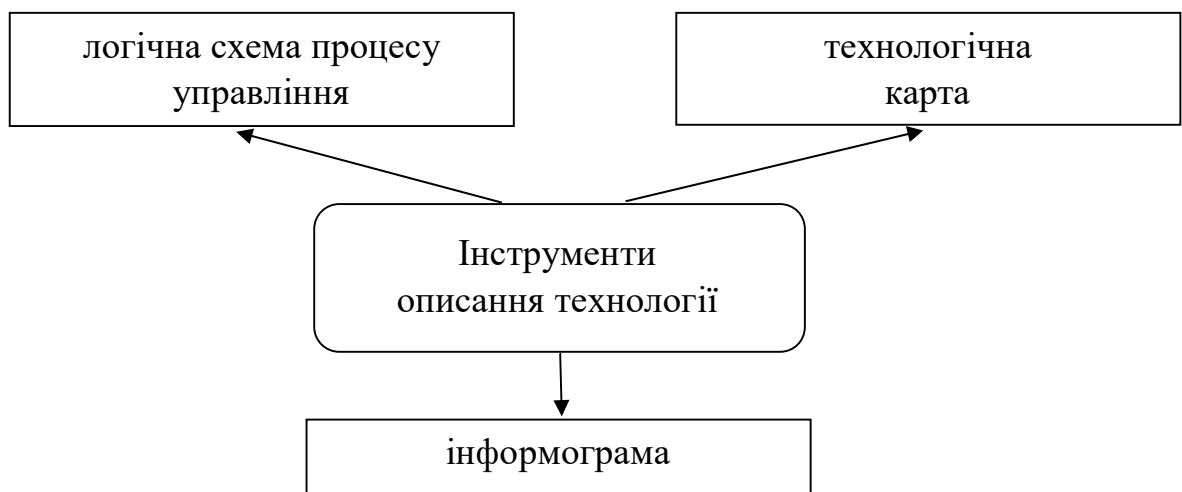 логічна схема процесу
управління
технологічна
карта
Інструменти
описання технології
інформограма